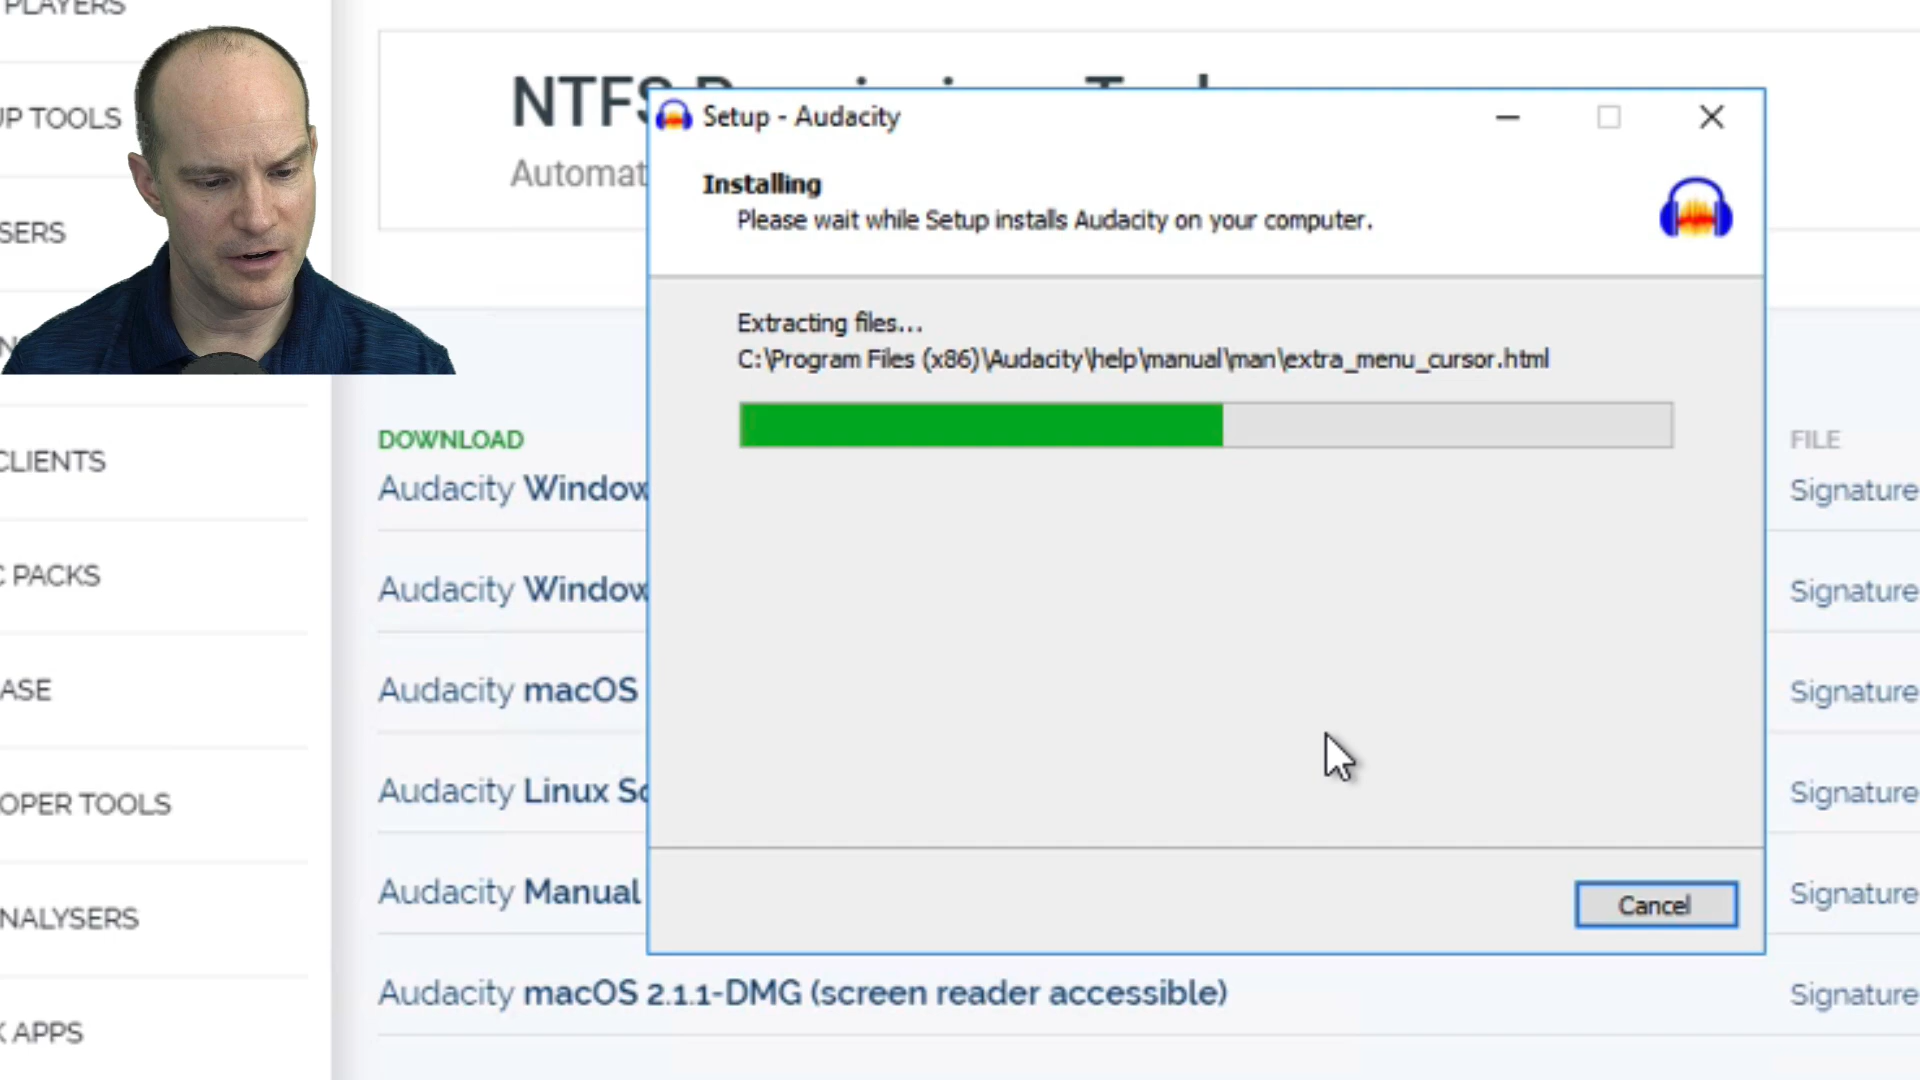 PLAYERS
UP TOOLS
SERS
CLIENTS
C PACKS
ASE
OPER TOOLS
NALYSERS
K APPS
NTFS
Automat
Setup - Audacity
Installing
Please wait while Setup installs Audacity on your computer.
Extracting files...
C:\Program Files (x86)\Audacity\help\manual\man\extra_menu_cursor.html
Cancel
DOWNLOAD
FILE
Audacity Window
Signature
Audacity Window
Signature
Audacity macOS
Signature
Audacity Linux So
Signature
Audacity Manual
Signature
Audacity macOS 2.1.1-DMG (screen reader accessible)
Signature